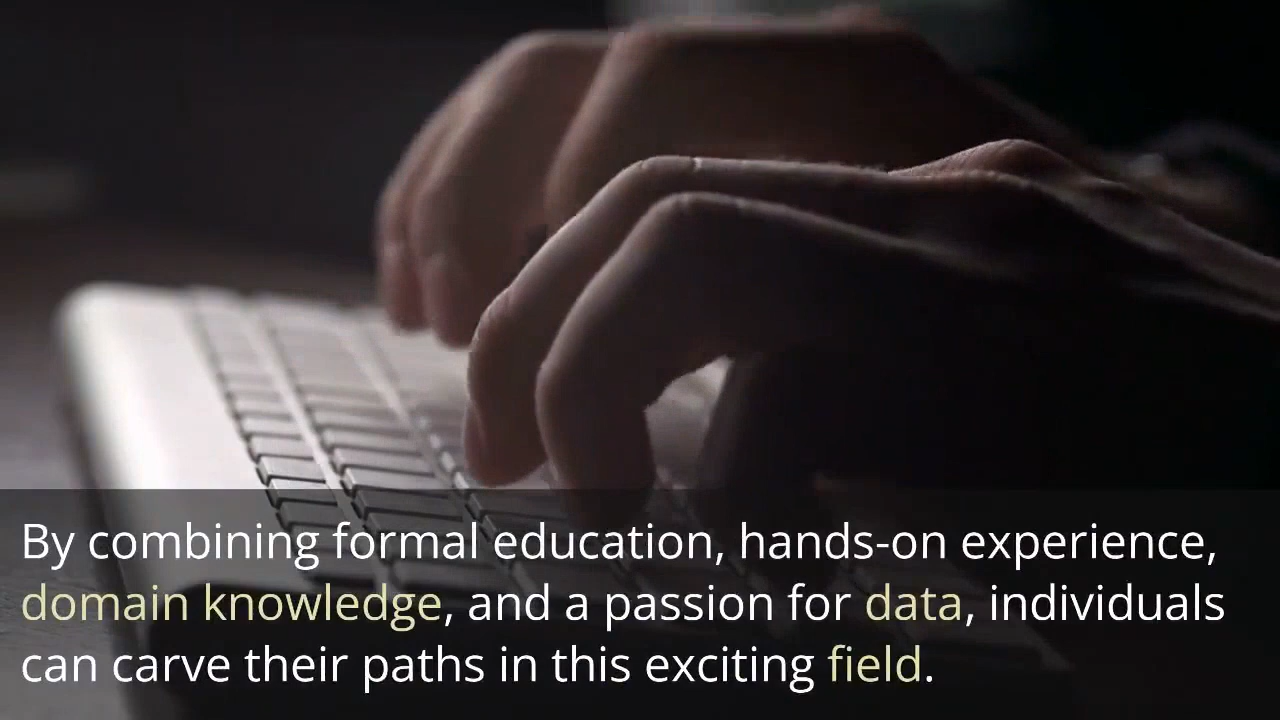 By combining formal education, hands-on experience,
domain knowledge, and a passion for data, individuals
can carve their paths in this exciting field.